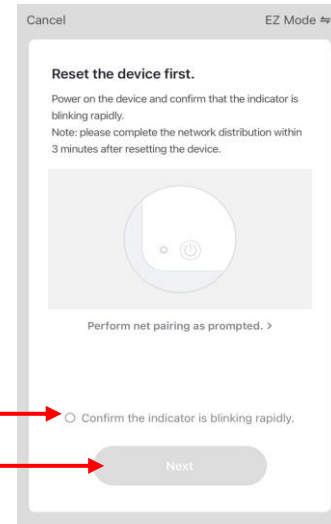 Cancel EZ Mode ⇋
Reset the device first.
Power on the device and confirm that the indicator is
blinking rapidly.
Note: please complete the network distribution within
3 minutes after resetting the device.
Perform net pairing as prompted. >
Confirm the indicator is blinking rapidly.
Next